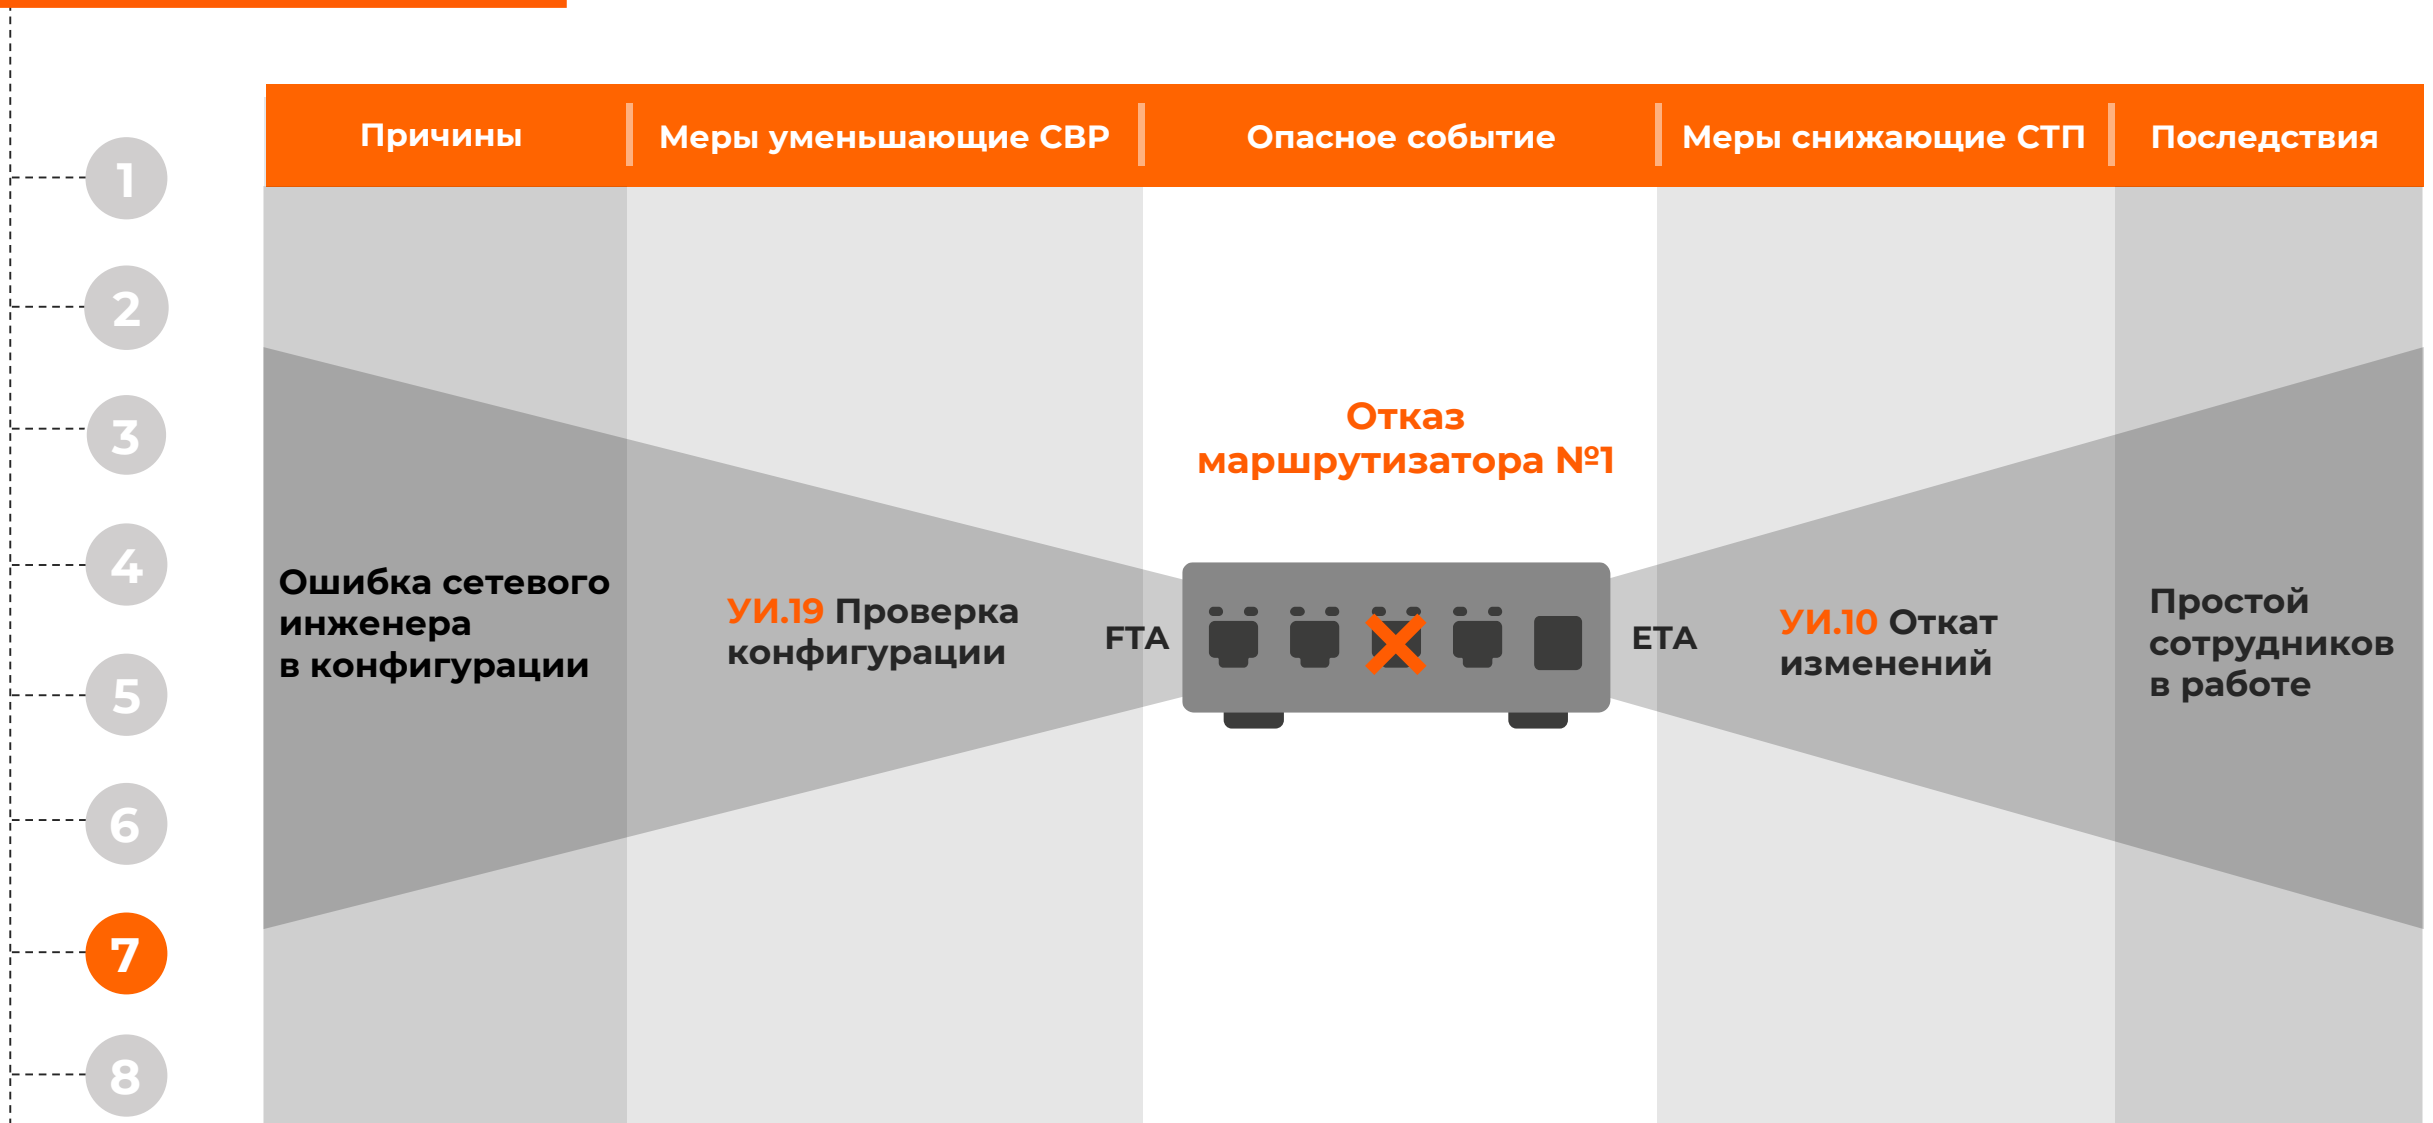 Причины
Меры уменьшающие СВР
Опасное событие
Меры снижающие СТП
Последствия
1
2
3
4
5
6
7
8
Ошибка сетевого
инженера
в конфигурации
УИ.19 Проверка
конфигурации
FTA
Отказ
маршрутизатора №1
ETA
УИ.10 Откат
изменений
Простой
сотрудников
в работе